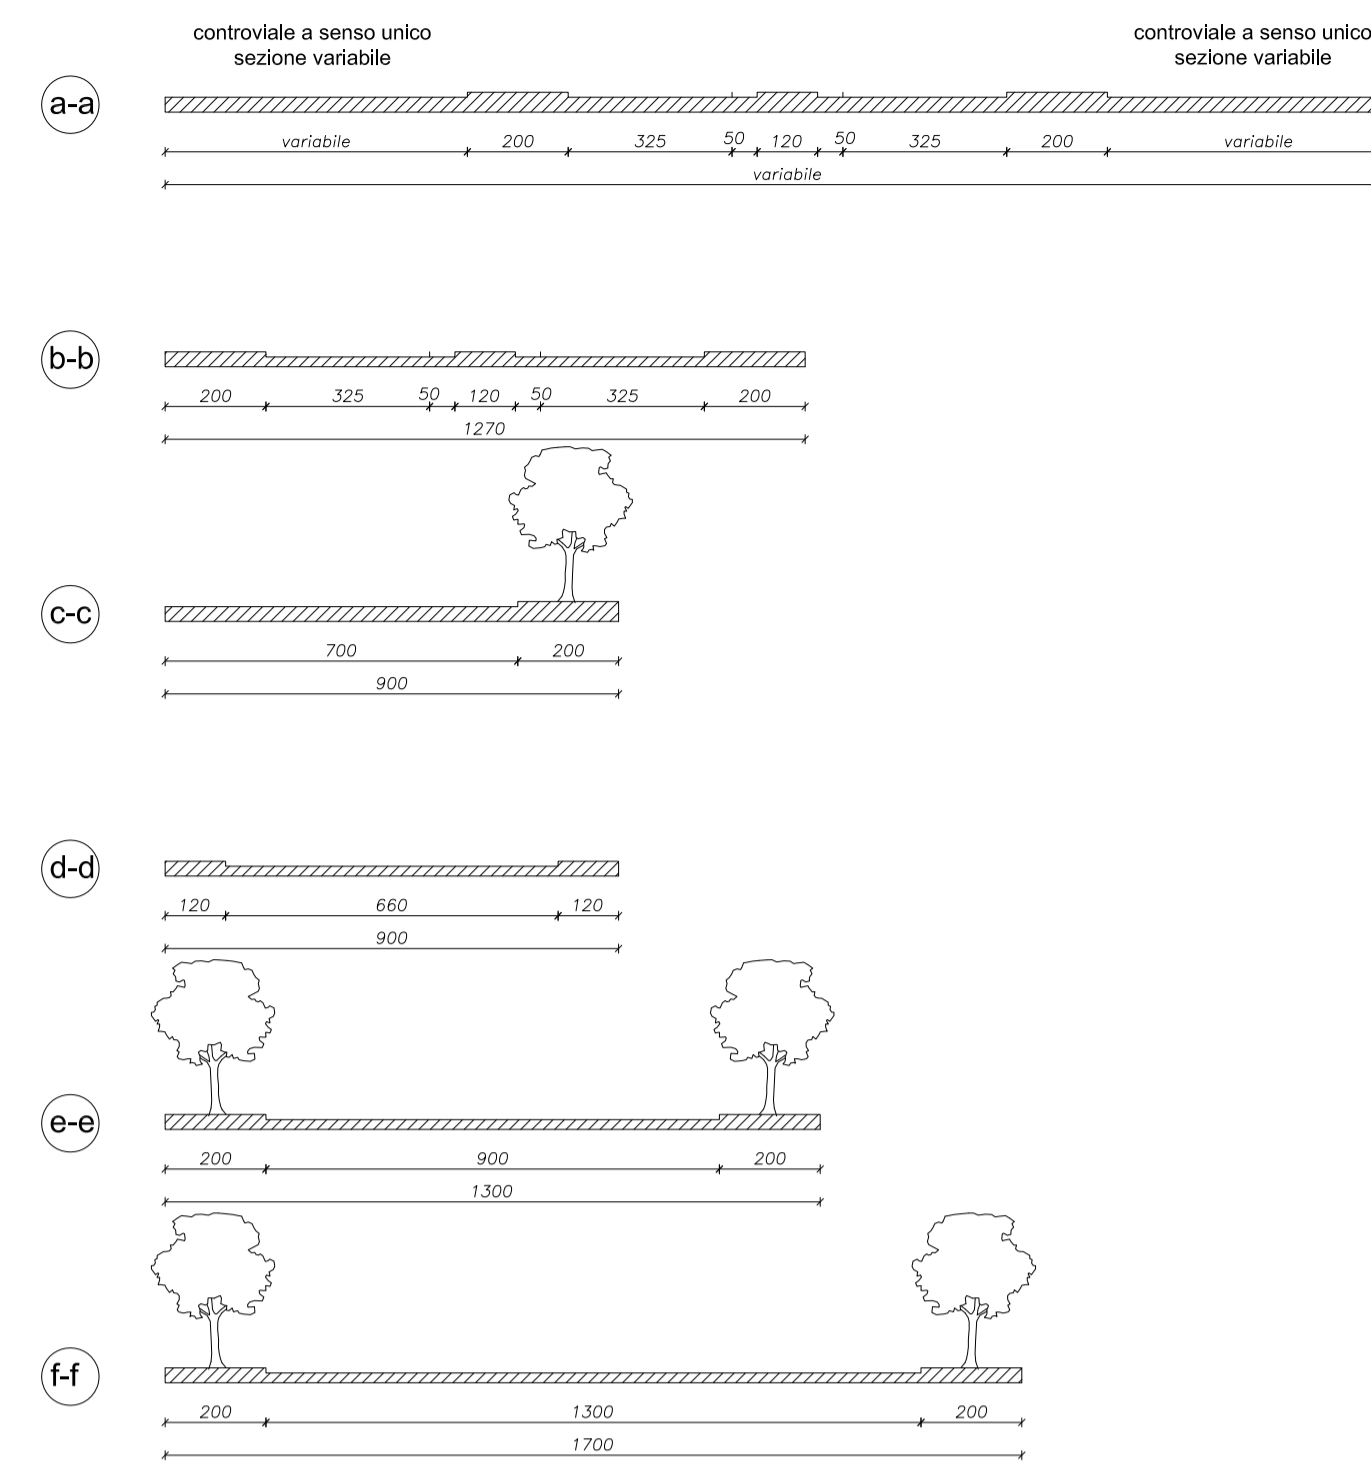 controviale a senso unico
sezione variabile
controviale a senso unico
sezione variabile
a-a
variabile 200 325 50 120 50 325 200 variabile
variabile
b-b
200 325 50 120 50 325 200
1270
c-c
700 200
900
d-d
120 660 120
900
e-e
200 900 200
1300
f-f
200 1300 200
1700